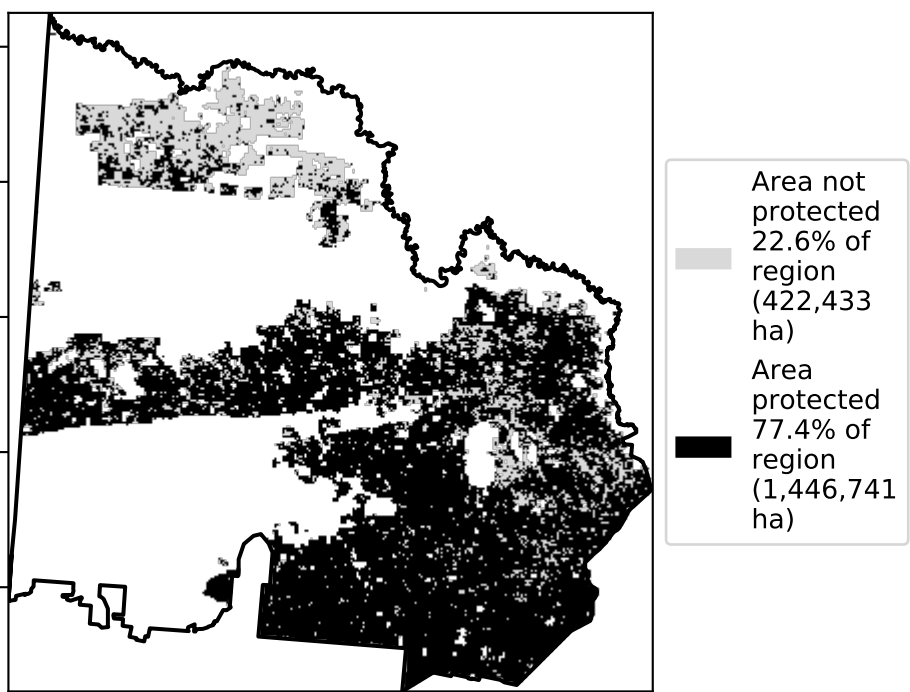 Area not
protected
22.6% of
region
(422,433
ha)
Area
protected
77.4% of
region
(1,446,741
ha)